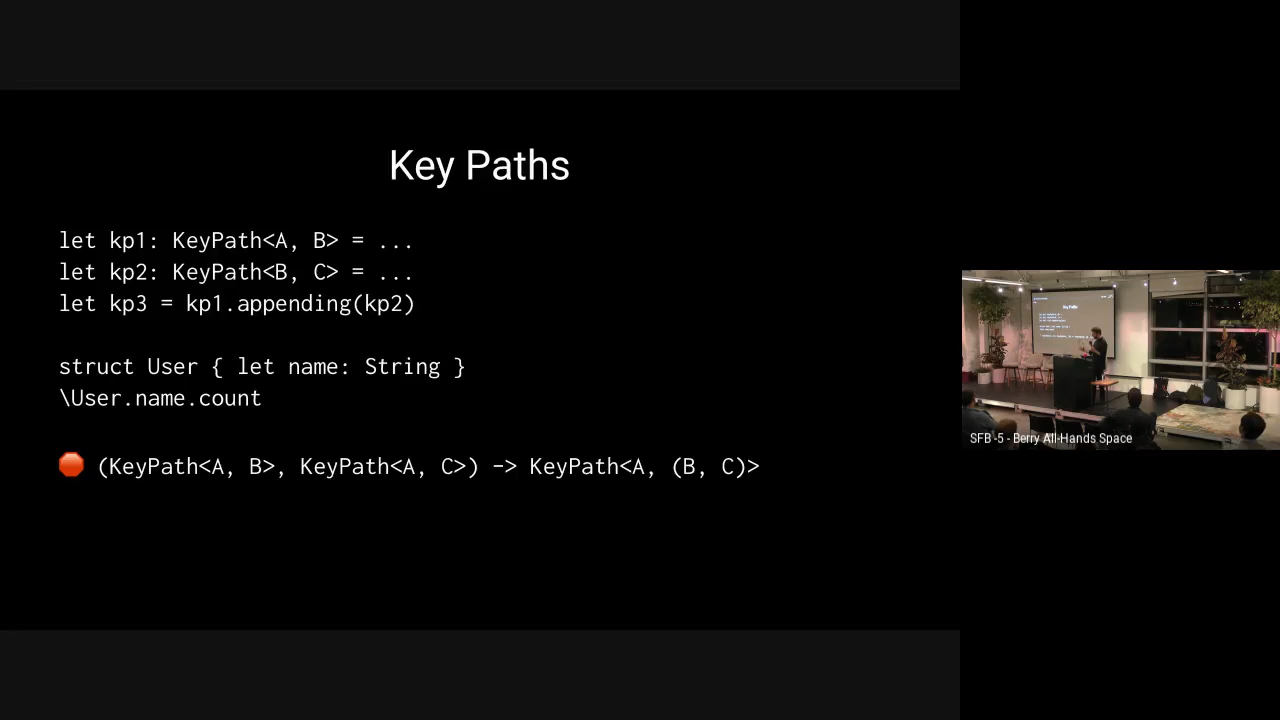 Key Paths
let kp1: KeyPath<A, B> = ...
let kp2: KeyPath<B, C> = ...
let kp3 = kp1.appending(kp2)
struct User { let name: String }
\User.name.count
🛑 (KeyPath<A, B>, KeyPath<A, C>) -> KeyPath<A, (B, C)>
SFB -5 - Berry All-Hands Space